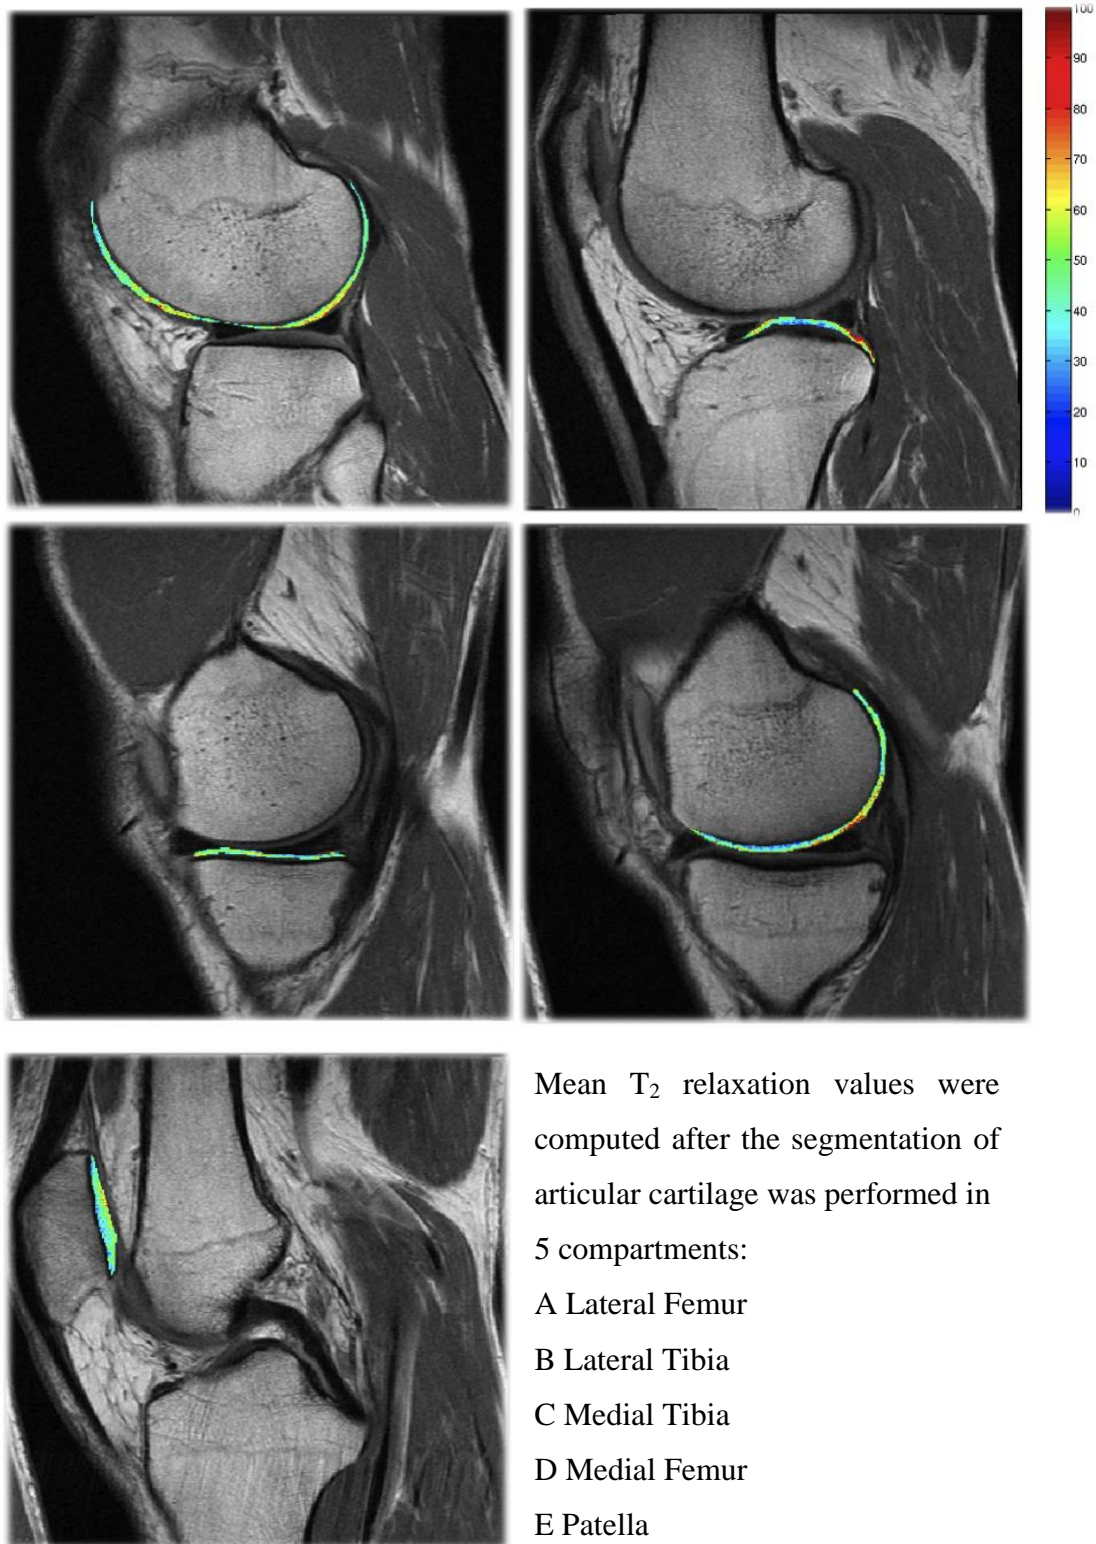 100
90
80
70
60
50
40
30
20
10
0
Mean T₂ relaxation values were
computed after the segmentation of
articular cartilage was performed in
5 compartments:
A Lateral Femur
B Lateral Tibia
C Medial Tibia
D Medial Femur
E Patella